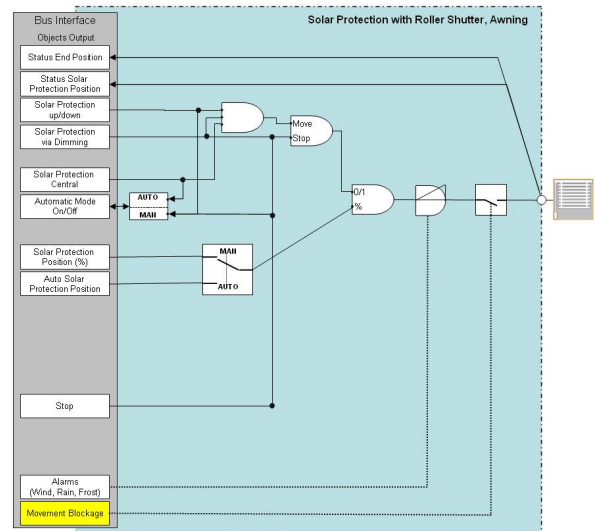 Bus Interface
Solar Protection with Roller Shutter, Awning
Objects Output
Status End Position
Status Solar
Protection Position
Solar Protection
up/down
Solar Protection
via Dimming
Move
Stop
Solar Protection
Central
Automatic Mode
On/Off
AUTO
MAN
0/1
%
Solar Protection
Position (%)
Auto Solar
Protection Position
MAN
AUTO
Stop
Alarms
(Wind, Rain, Frost)
Movement Blockage